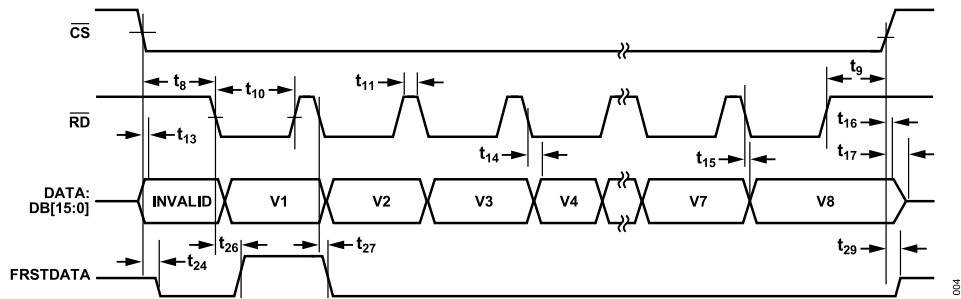 CS
t8
t10
t11
t9
RD
t13
t14
t15
t16
t17
DATA:
DB[15:0]
INVALID
V1
V2
V3
V4
V7
V8
t24
t26
t27
t29
FRSTDATA
004